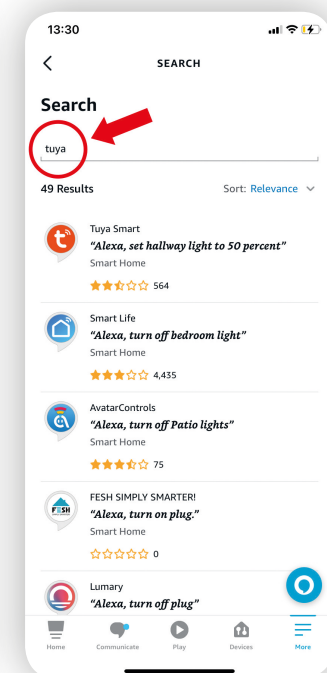 13:30
SEARCH
Search
tuya
49 Results Sort: Relevance
Tuya Smart
“Alexa, set hallway light to 50 percent”
Smart Home
564
Smart Life
“Alexa, turn off bedroom light”
Smart Home
4,435
AvatarControls
“Alexa, turn off Patio lights”
Smart Home
75
FESH
FESH SIMPLY SMARTER!
“Alexa, turn on plug.”
Smart Home
0
Lumary
“Alexa, turn off plug”
Home Communicate Play Devices More